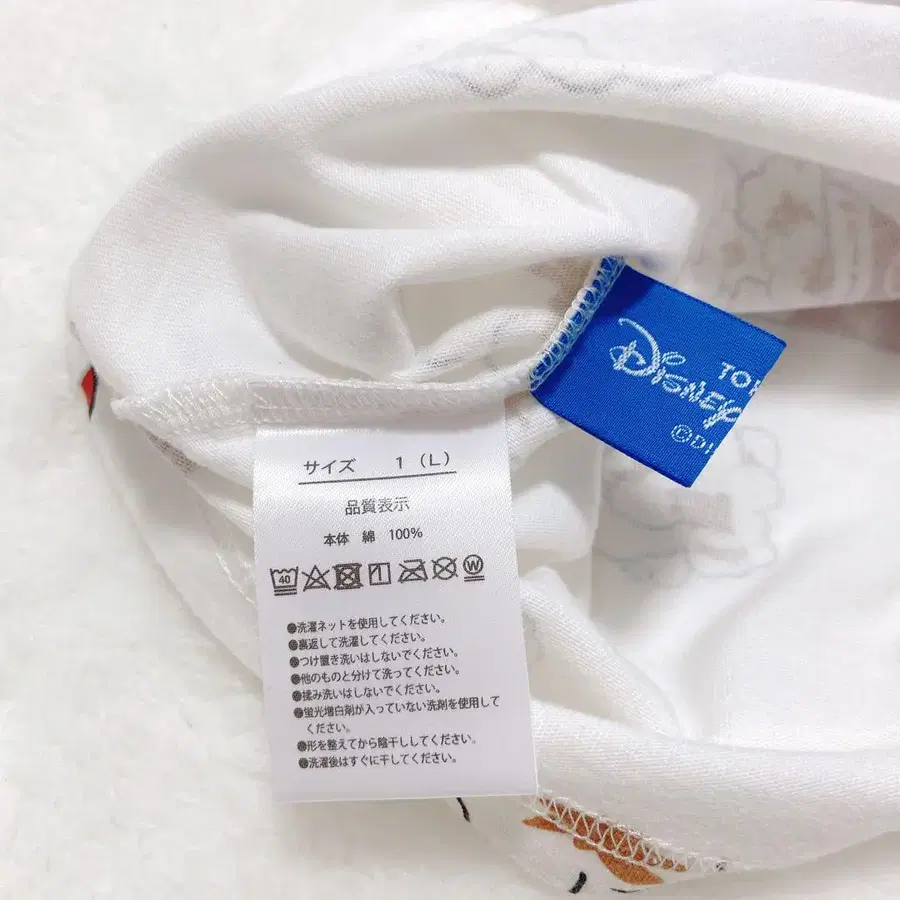 TO
Disney
©DI
サイズ 1 (L)
品質表示
本体 綿 100%
40 W
●洗濯ネットを使用してください。
●裏返して洗濯してください。
●つけ置き洗いはしないでください。
●他のものと分けて洗ってください。
●揉み洗いはしないでください。
●蛍光増白剤が入っていない洗剤を使用して
ください。
●形を整えてから陰干ししてください。
●洗濯後はすぐに干してください。